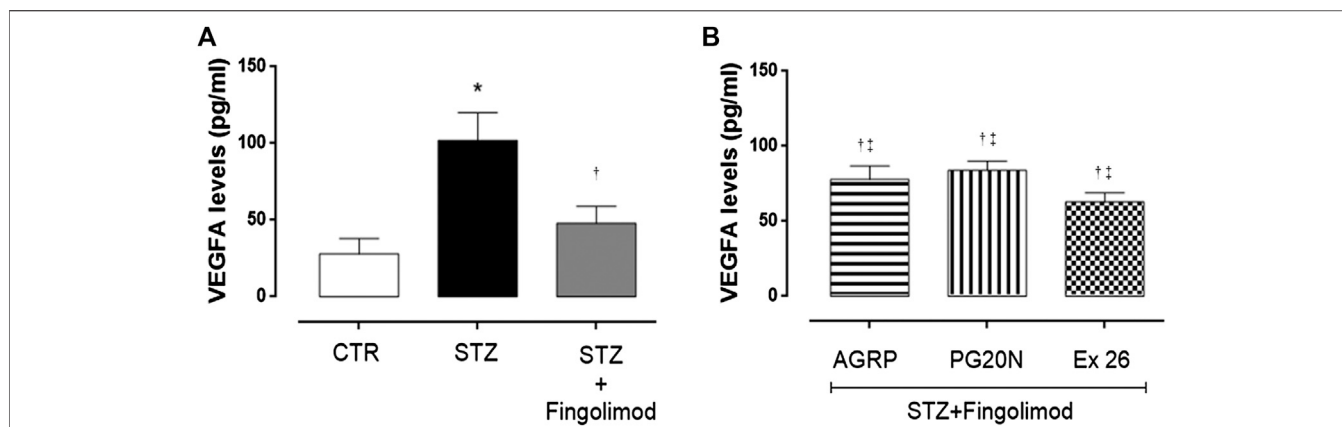 A
VEGFA levels (pg/ml)
150
100
50
0
*
†
CTR
STZ
STZ
+
Fingolimod
B
VEGFA levels (pg/ml)
150
100
50
0
†‡
†‡
†‡
AGRP
PG20N
Ex 26
STZ+Fingolimod